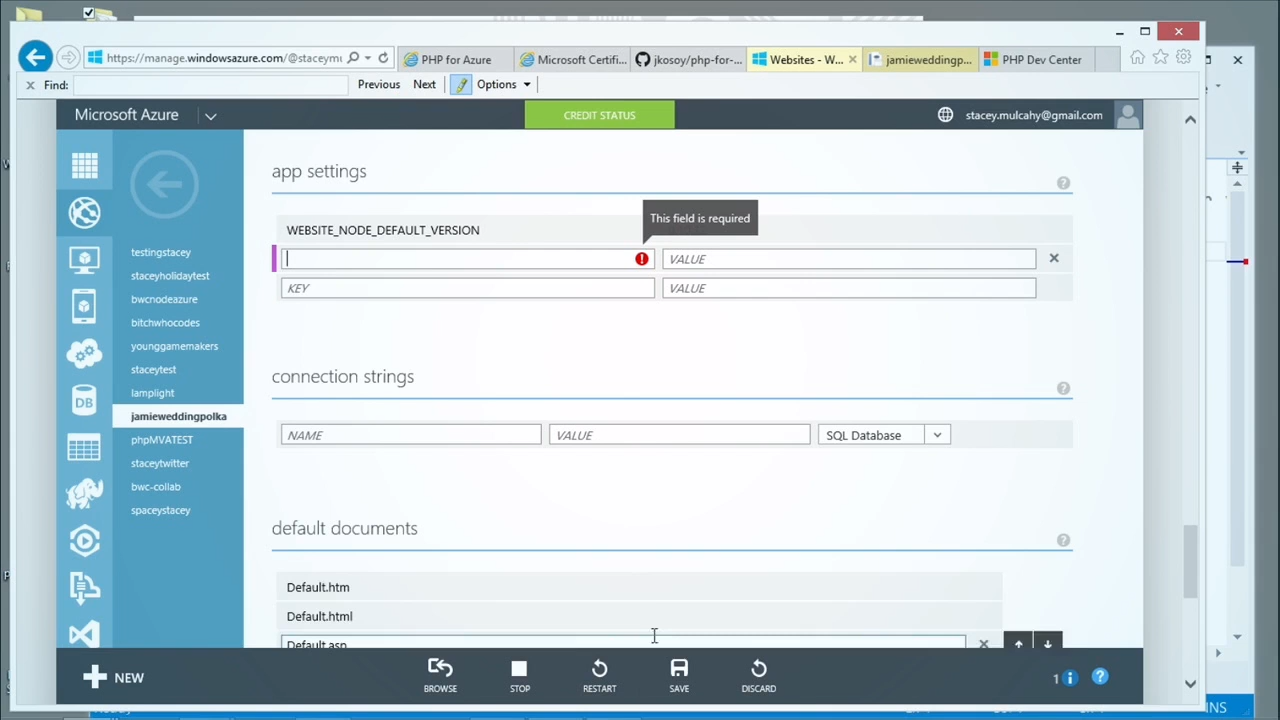 https://manage.windowsazure.com/@staceymu
PHP for Azure
Microsoft Certifi...
jkosoy/php-for-...
Websites - W...
jamieweddingp...
PHP Dev Center
Find:
Previous
Next
Options
Microsoft Azure
CREDIT STATUS
stacey.mulcahy@gmail.com
app settings
This field is required
WEBSITE_NODE_DEFAULT_VERSION
VALUE
KEY
VALUE
testingstacey
staceyholidaytest
bwcnodeazure
bitchwhocodes
younggamemakers
staceytest
lamplight
jamieweddingpolka
phpMVATEST
staceytwitter
bwc-collab
spaceystacey
DB
connection strings
NAME
VALUE
SQL Database
default documents
Default.htm
Default.html
Default.asp
NEW
BROWSE
STOP
RESTART
SAVE
DISCARD
1
INS